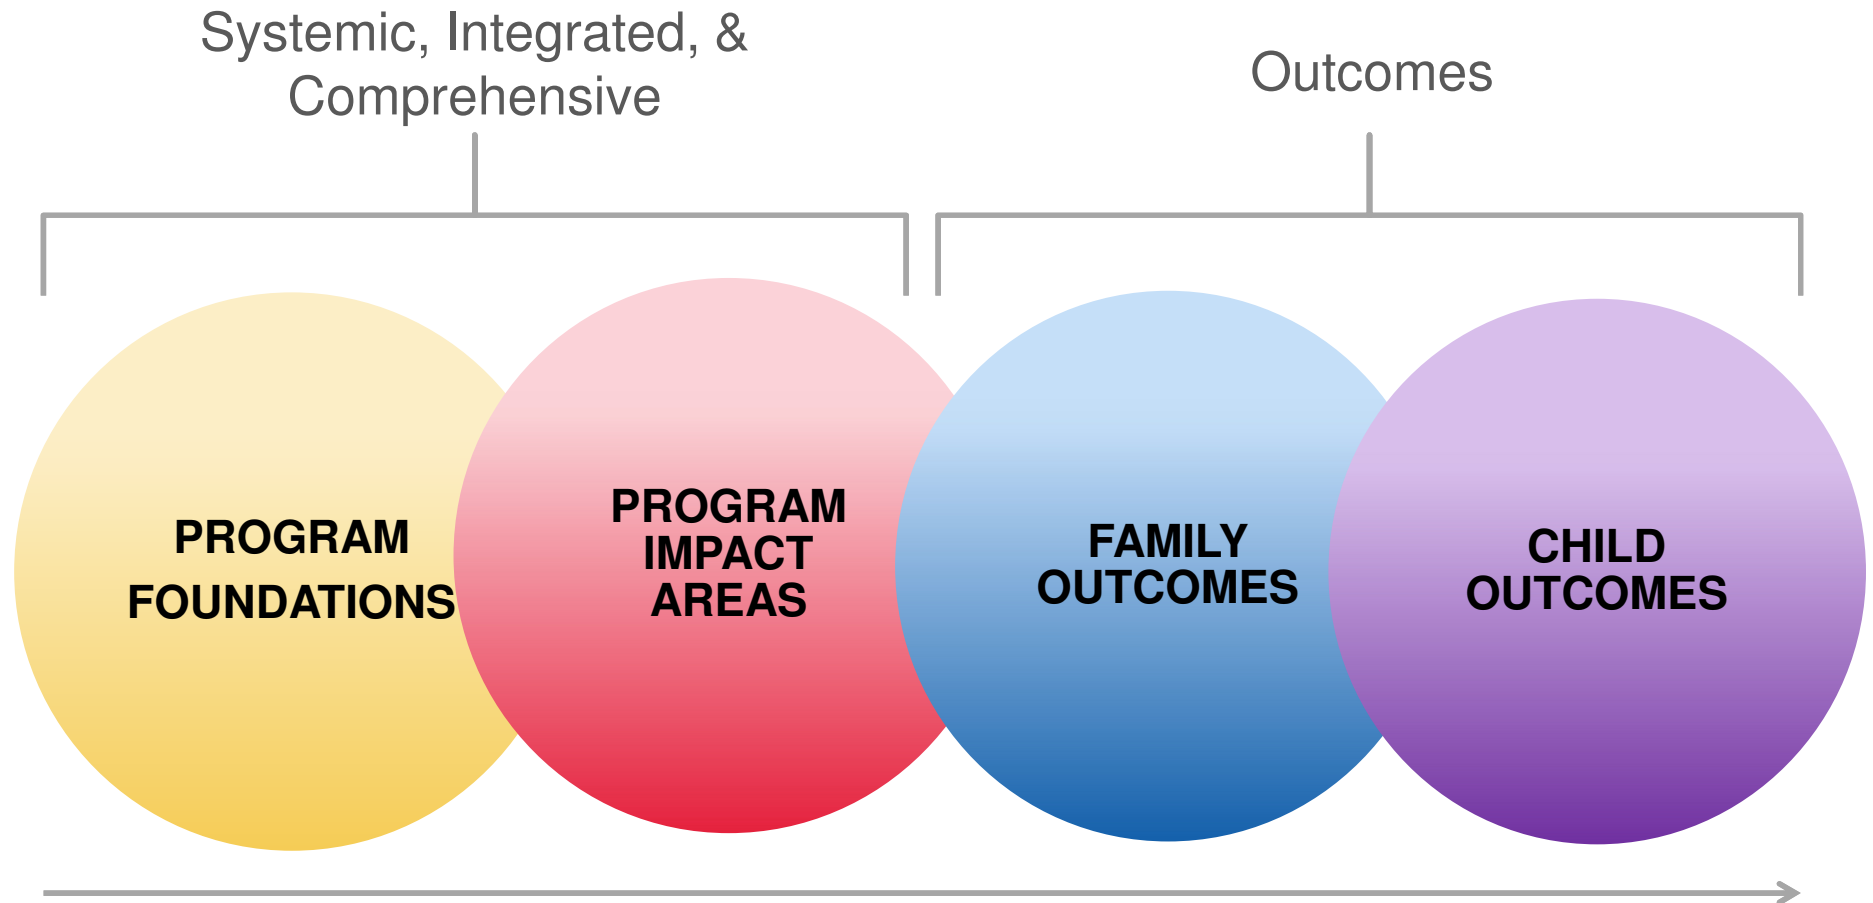 Systemic, Integrated, &
Comprehensive
Outcomes
PROGRAM
FOUNDATIONS
PROGRAM
IMPACT
AREAS
FAMILY
OUTCOMES
CHILD
OUTCOMES